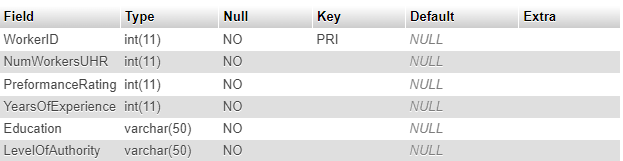 Field Type Null Key Default Extra
WorkerID int(11) NO PRI NULL
NumWorkersUHR int(11) NO NULL
PreformanceRating int(11) NO NULL
YearsOfExperience int(11) NO NULL
Education varchar(50) NO NULL
LevelOfAuthority varchar(50) NO NULL